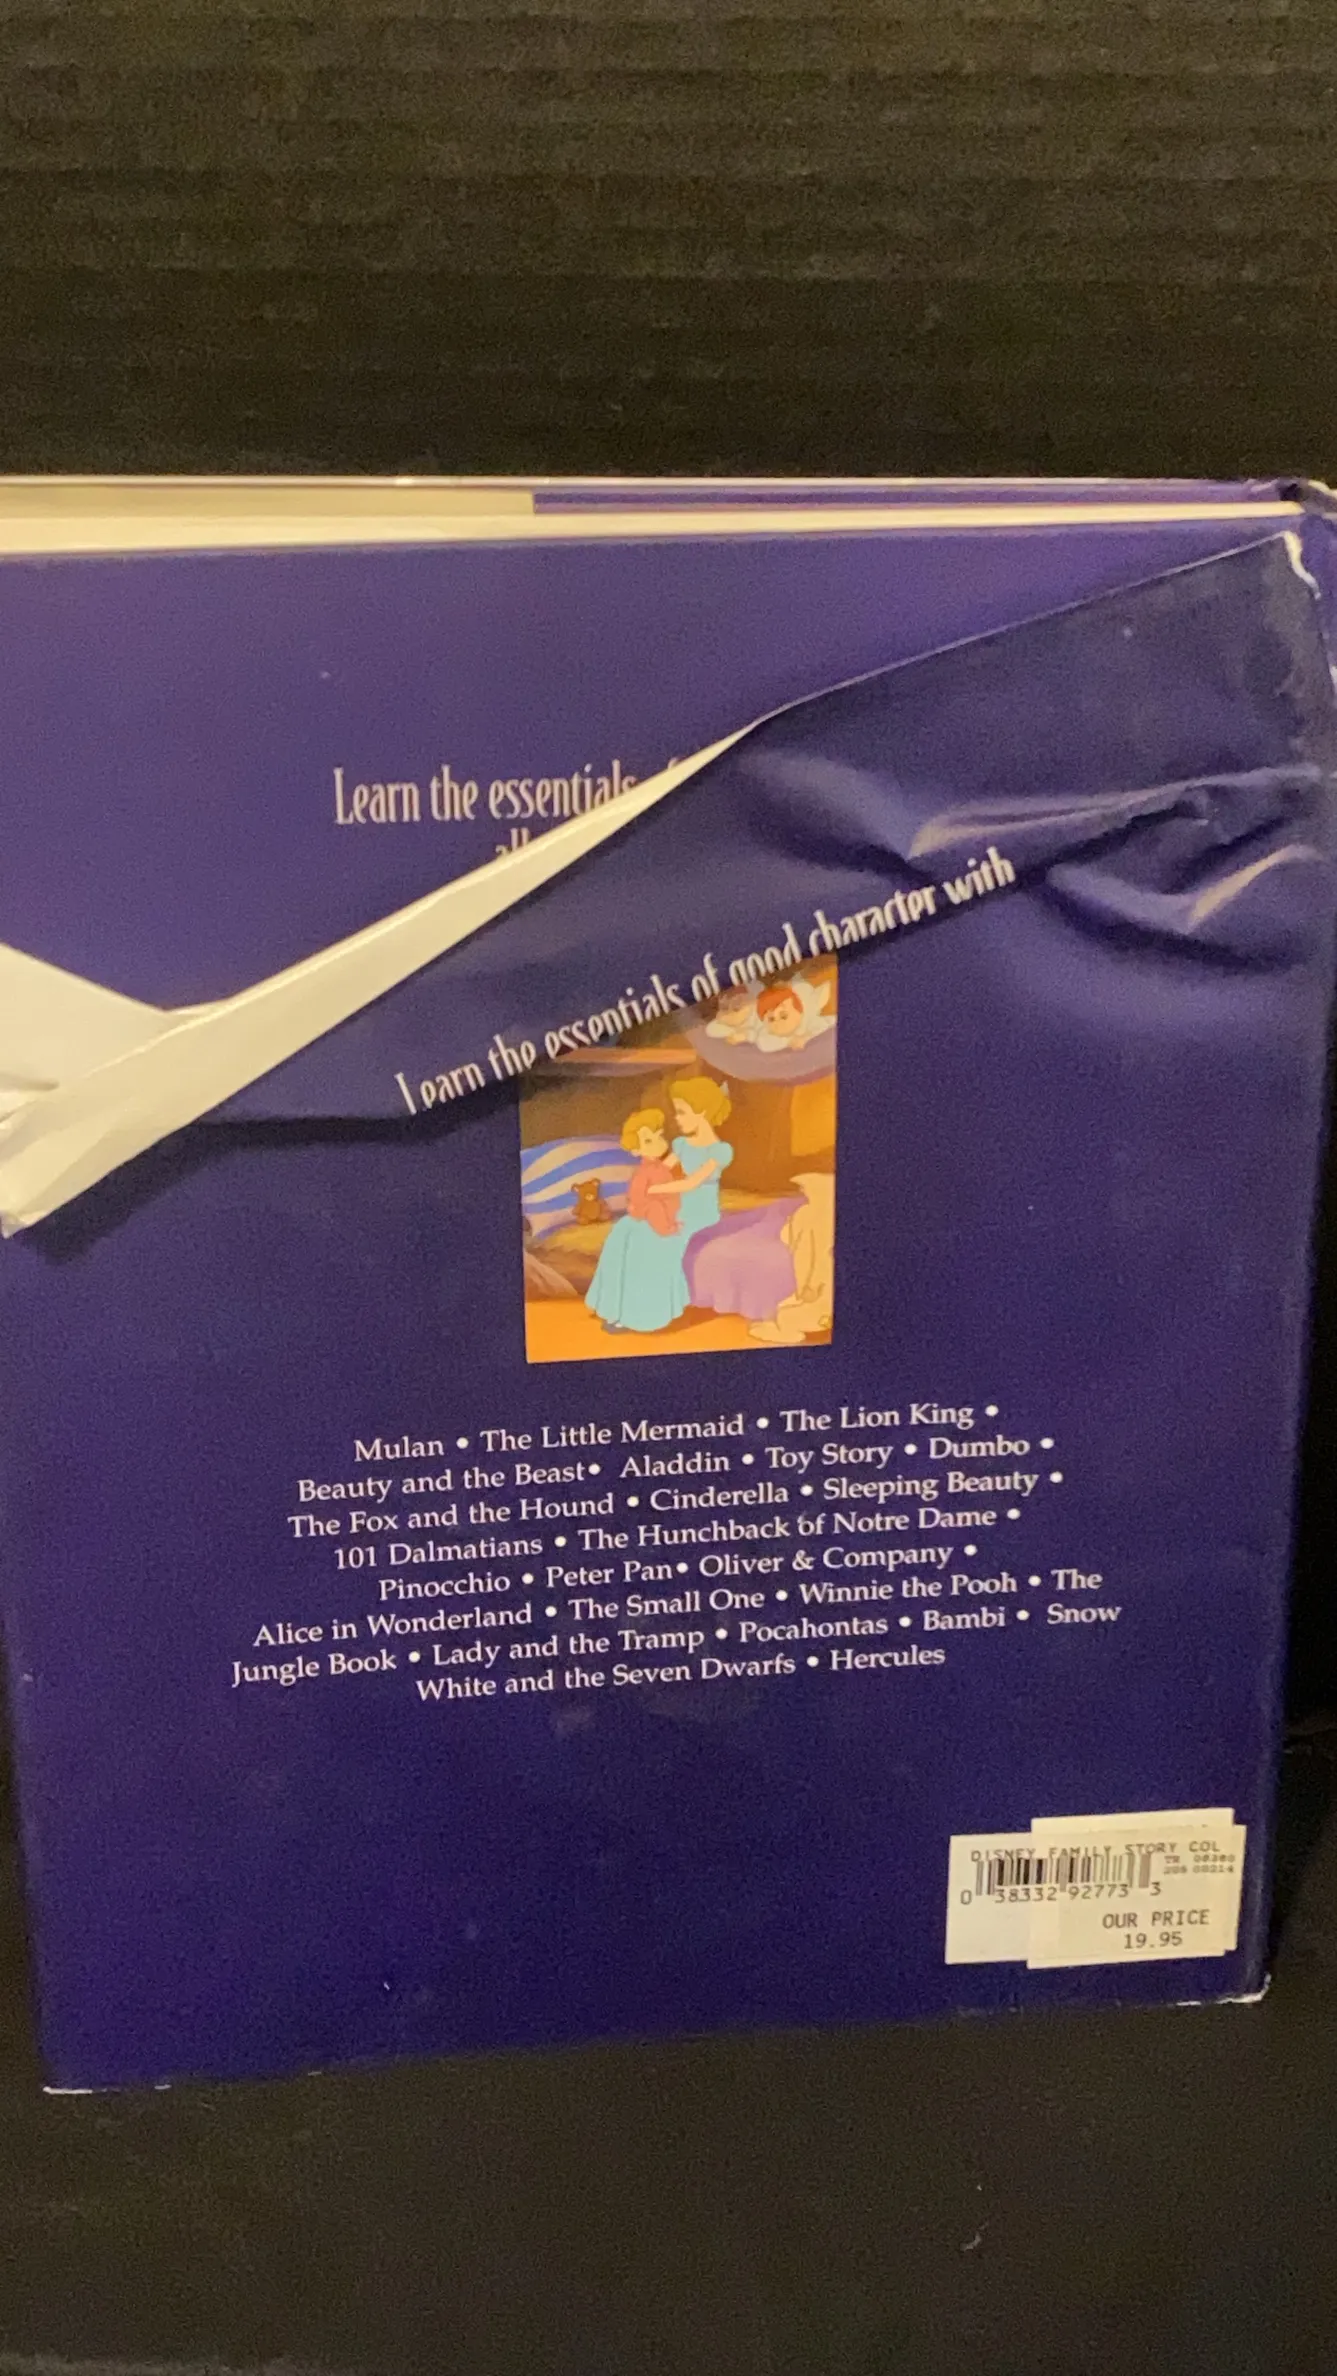 Learn the essentials
all
Learn the essentials of good character with
Mulan • The Little Mermaid • The Lion King •
Beauty and the Beast• Aladdin • Toy Story • Dumbo •
The Fox and the Hound • Cinderella • Sleeping Beauty •
101 Dalmatians • The Hunchback of Notre Dame •
Pinocchio • Peter Pan• Oliver & Company •
Alice in Wonderland • The Small One • Winnie the Pooh • The
Jungle Book • Lady and the Tramp • Pocahontas • Bambi • Snow
White and the Seven Dwarfs • Hercules
DISNEY FAMILY STORY COL
0 38332 92773 3
OUR PRICE
19.95